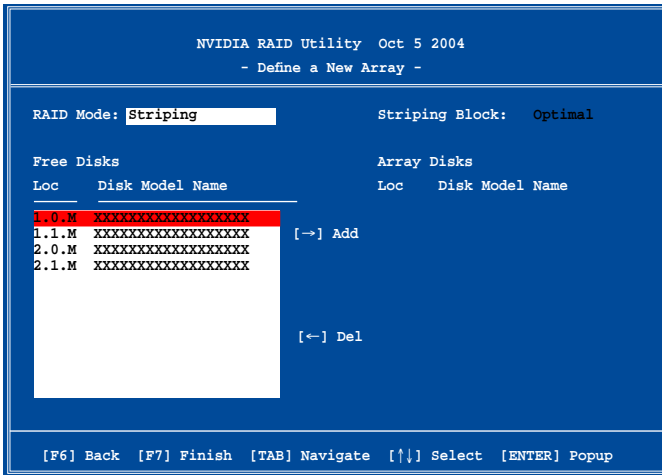 NVIDIA RAID Utility  Oct 5 2004
- Define a New Array -
RAID Mode: Striping
Striping Block: Optimal
Free Disks
Array Disks
Loc Disk Model Name
Loc Disk Model Name
1.0.M XXXXXXXXXXXXXXXXXX
1.1.M XXXXXXXXXXXXXXXXXX
2.0.M XXXXXXXXXXXXXXXXXX
2.1.M XXXXXXXXXXXXXXXXXX
[→] Add
[←] Del
[F6] Back [F7] Finish [TAB] Navigate [↑↓] Select [ENTER] Popup